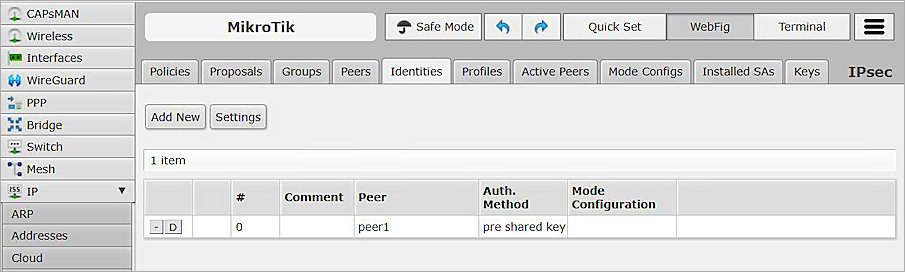 CAPsMAN
Wireless
Interfaces
WireGuard
PPP
Bridge
Switch
Mesh
IP ▼
ARP
Addresses
Cloud
MikroTik
Safe Mode
Quick Set
WebFig
Terminal
Policies
Proposals
Groups
Peers
Identities
Profiles
Active Peers
Mode Configs
Installed SAs
Keys
IPsec
Add New
Settings
1 item
# Comment Peer Auth. Method Mode Configuration
- D 0 peer1 pre shared key